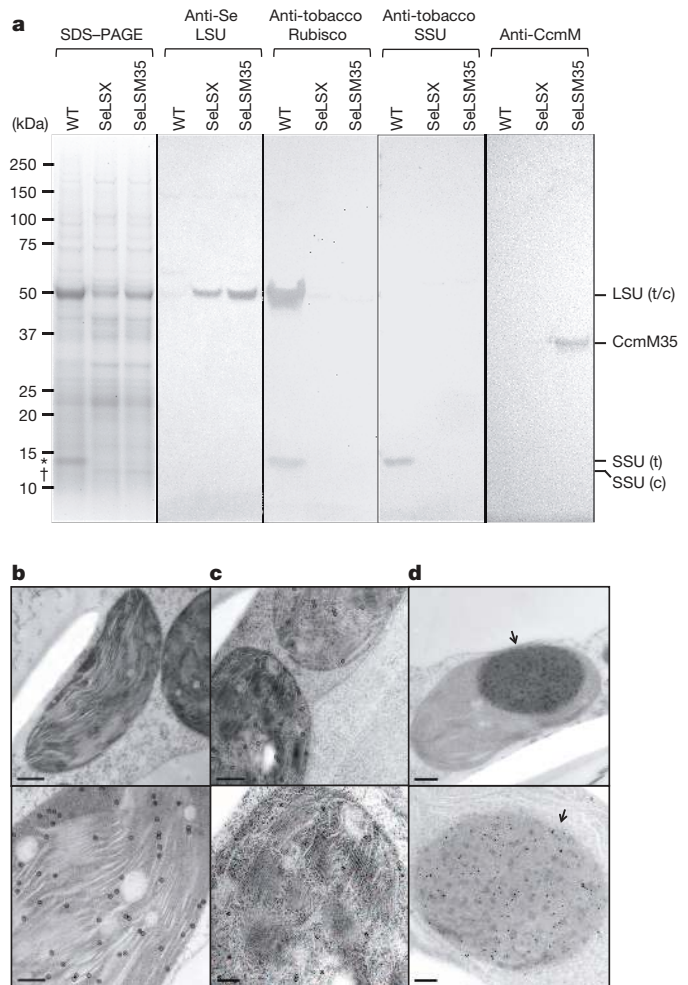 a
SDS–PAGE
Anti-Se
LSU
Anti-tobacco
Rubisco
Anti-tobacco
SSU
Anti-CcmM
(kDa)
WT
SeLSX
SeLSM35
WT
SeLSX
SeLSM35
WT
SeLSX
SeLSM35
WT
SeLSX
SeLSM35
WT
SeLSX
SeLSM35
250
150
100
75
50
37
25
20
15
*
†
10
LSU (t/c)
CcmM35
SSU (t)
SSU (c)
b
c
d